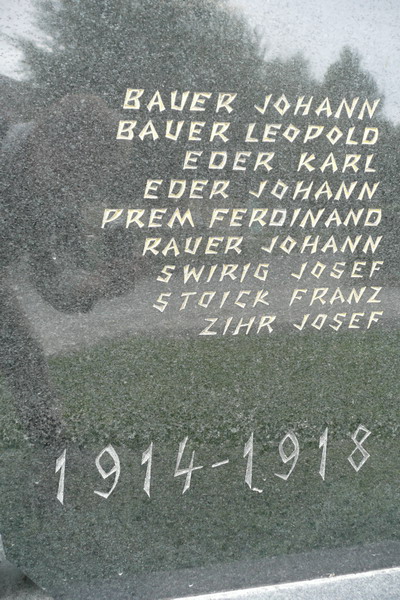 BAUER JOHANN
BAUER LEOPOLD
EDER KARL
EDER JOHANN
PREM FERDINAND
RAUER JOHANN
SWIRIG JOSEF
STOICK FRANZ
ZIHR JOSEF
1914-1918